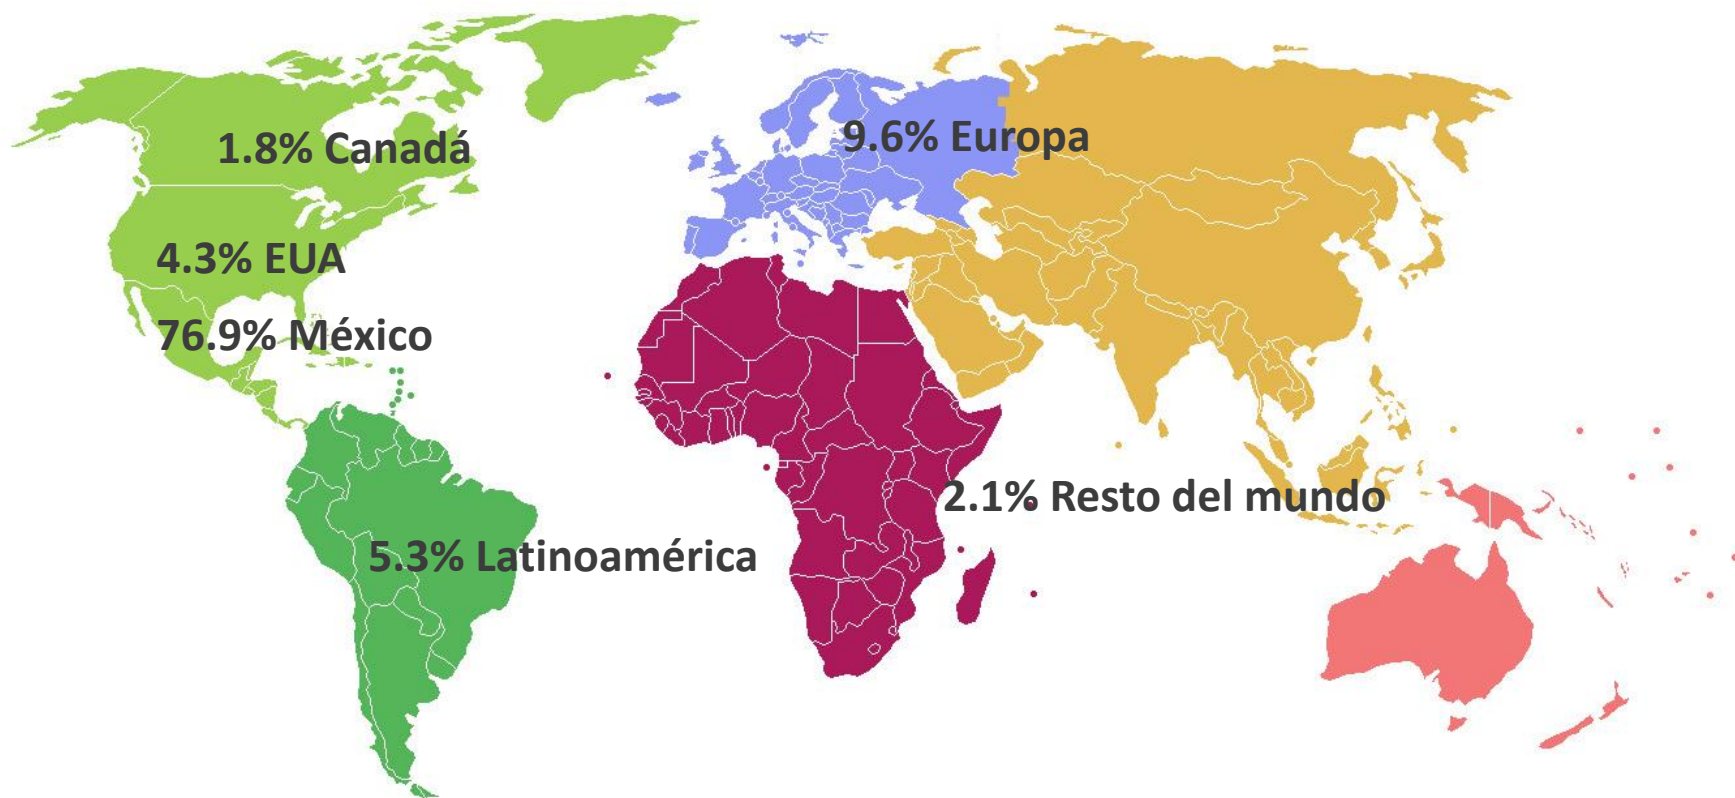 1.8% Canadá
9.6% Europa
4.3% EUA
76.9% México
2.1% Resto del mundo
5.3% Latinoamérica